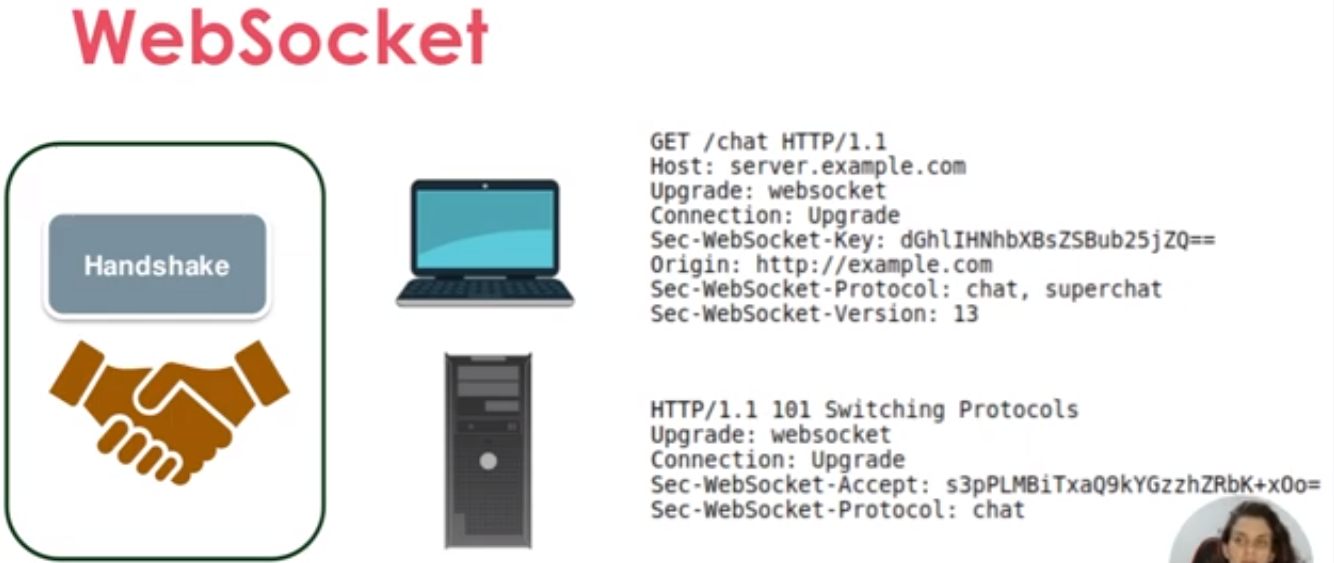 WebSocket
Handshake
GET /chat HTTP/1.1
Host: server.example.com
Upgrade: websocket
Connection: Upgrade
Sec-WebSocket-Key: dGhlIHNhbXBsZSBub25jZQ==
Origin: http://example.com
Sec-WebSocket-Protocol: chat, superchat
Sec-WebSocket-Version: 13
HTTP/1.1 101 Switching Protocols
Upgrade: websocket
Connection: Upgrade
Sec-WebSocket-Accept: s3pPLMBiTxaQ9kYGzzhZRbK+xOo=
Sec-WebSocket-Protocol: chat